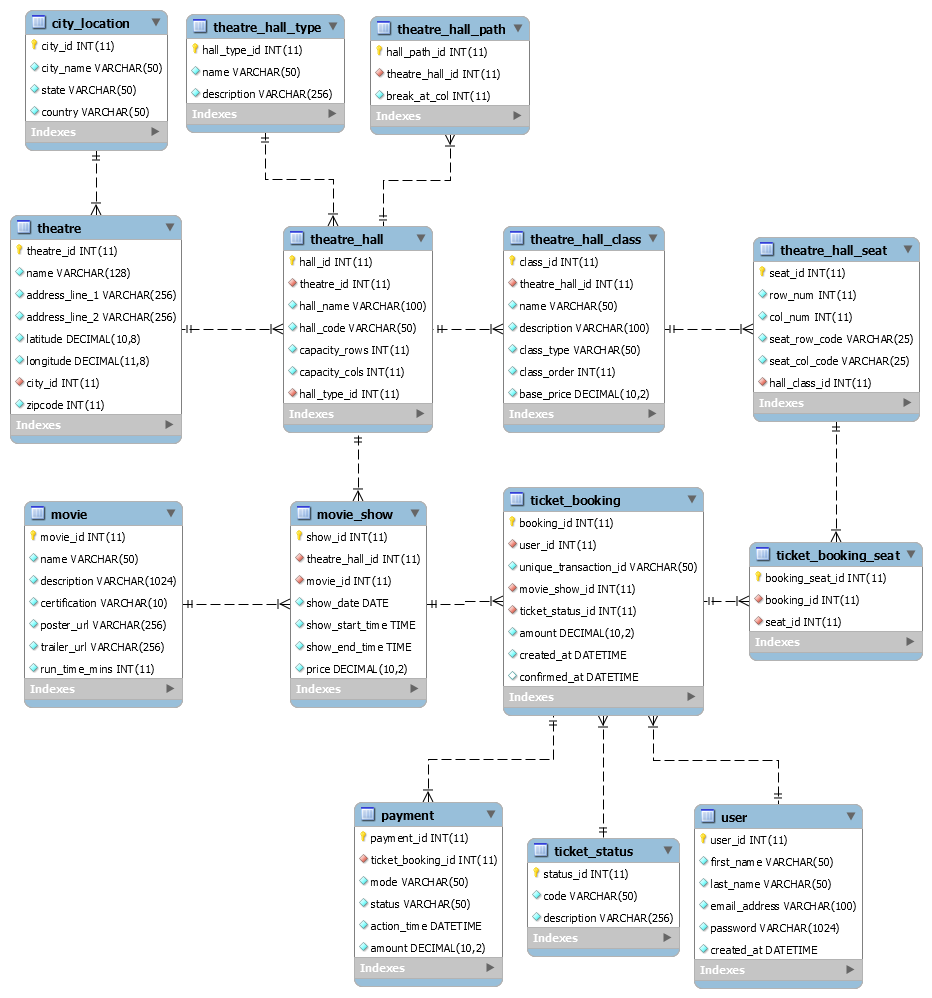 city_location
city_id INT(11)
city_name VARCHAR(50)
state VARCHAR(50)
country VARCHAR(50)
Indexes
theatre_hall_type
hall_type_id INT(11)
name VARCHAR(50)
description VARCHAR(256)
Indexes
theatre_hall_path
hall_path_id INT(11)
theatre_hall_id INT(11)
break_at_col INT(11)
Indexes
theatre
theatre_id INT(11)
name VARCHAR(128)
address_line_1 VARCHAR(256)
address_line_2 VARCHAR(256)
latitude DECIMAL(10,8)
longitude DECIMAL(11,8)
city_id INT(11)
zipcode INT(11)
Indexes
theatre_hall
hall_id INT(11)
theatre_id INT(11)
hall_name VARCHAR(100)
hall_code VARCHAR(50)
capacity_rows INT(11)
capacity_cols INT(11)
hall_type_id INT(11)
Indexes
theatre_hall_class
class_id INT(11)
theatre_hall_id INT(11)
name VARCHAR(50)
description VARCHAR(100)
class_type VARCHAR(50)
class_order INT(11)
base_price DECIMAL(10,2)
Indexes
theatre_hall_seat
seat_id INT(11)
row_num INT(11)
col_num INT(11)
seat_row_code VARCHAR(25)
seat_col_code VARCHAR(25)
hall_class_id INT(11)
Indexes
movie
movie_id INT(11)
name VARCHAR(50)
description VARCHAR(1024)
certification VARCHAR(10)
poster_url VARCHAR(256)
trailer_url VARCHAR(256)
run_time_mins INT(11)
Indexes
movie_show
show_id INT(11)
theatre_hall_id INT(11)
movie_id INT(11)
show_date DATE
show_start_time TIME
show_end_time TIME
price DECIMAL(10,2)
Indexes
ticket_booking
booking_id INT(11)
user_id INT(11)
unique_transaction_id VARCHAR(50)
movie_show_id INT(11)
ticket_status_id INT(11)
amount DECIMAL(10,2)
created_at DATETIME
confirmed_at DATETIME
Indexes
ticket_booking_seat
booking_seat_id INT(11)
booking_id INT(11)
seat_id INT(11)
Indexes
payment
payment_id INT(11)
ticket_booking_id INT(11)
mode VARCHAR(50)
status VARCHAR(50)
action_time DATETIME
amount DECIMAL(10,2)
Indexes
ticket_status
status_id INT(11)
code VARCHAR(50)
description VARCHAR(256)
Indexes
user
user_id INT(11)
first_name VARCHAR(50)
last_name VARCHAR(50)
email_address VARCHAR(100)
password VARCHAR(1024)
created_at DATETIME
Indexes